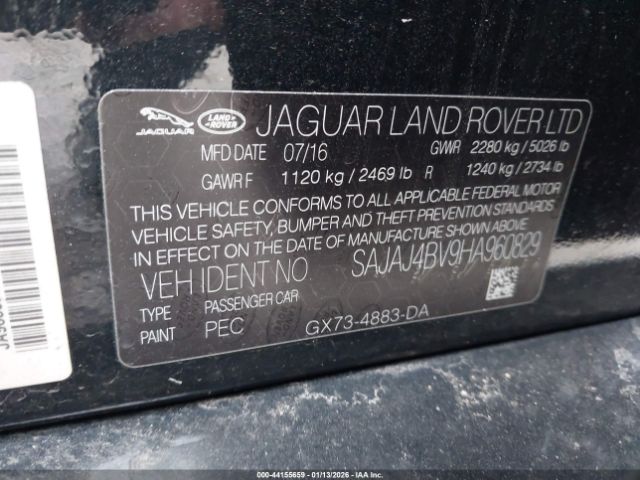 JAGUAR LAND ROVER JAGUAR LAND ROVER LTD
MFD DATE 07/16 GVWR 2280 kg / 5026 lb
GAWR F 1120 kg / 2469 lb R 1240 kg / 2734 lb
THIS VEHICLE CONFORMS TO ALL APPLICABLE FEDERAL MOTOR
VEHICLE SAFETY, BUMPER AND THEFT PREVENTION STANDARDS
IN EFFECT ON THE DATE OF MANUFACTURE SHOWN ABOVE.
VEH IDENT NO. SAJAJ4BV9HA960829
TYPE PASSENGER CAR
PAINT PEC GX73-4883-DA
000-44155659 | 01/13/2026 | IAA Inc.